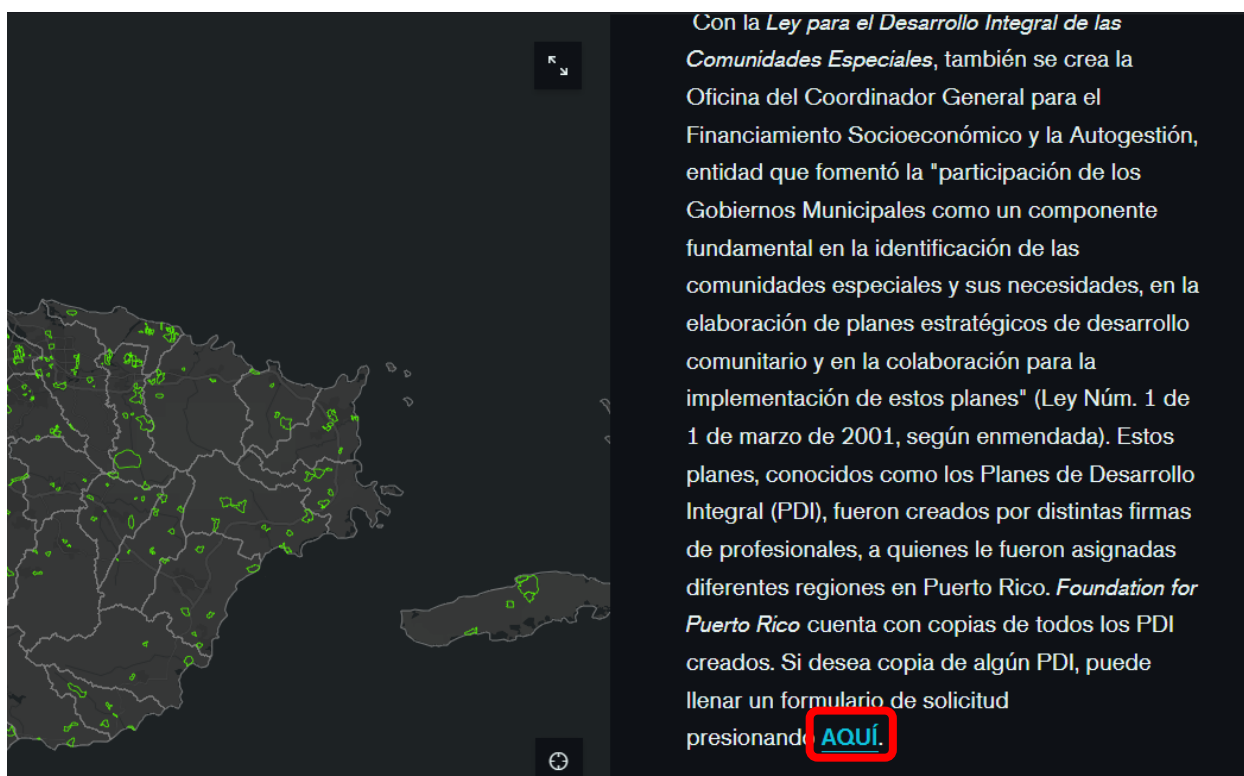 Con la Ley para el Desarrollo Integral de las
Comunidades Especiales, también se crea la
Oficina del Coordinador General para el
Financiamiento Socioeconómico y la Autogestión,
entidad que fomentó la "participación de los
Gobiernos Municipales como un componente
fundamental en la identificación de las
comunidades especiales y sus necesidades, en la
elaboración de planes estratégicos de desarrollo
comunitario y en la colaboración para la
implementación de estos planes" (Ley Núm. 1 de
1 de marzo de 2001, según enmendada). Estos
planes, conocidos como los Planes de Desarrollo
Integral (PDI), fueron creados por distintas firmas
de profesionales, a quienes le fueron asignadas
diferentes regiones en Puerto Rico. Foundation for
Puerto Rico cuenta con copias de todos los PDI
creados. Si desea copia de algún PDI, puede
llenar un formulario de solicitud
presionando AQUÍ.